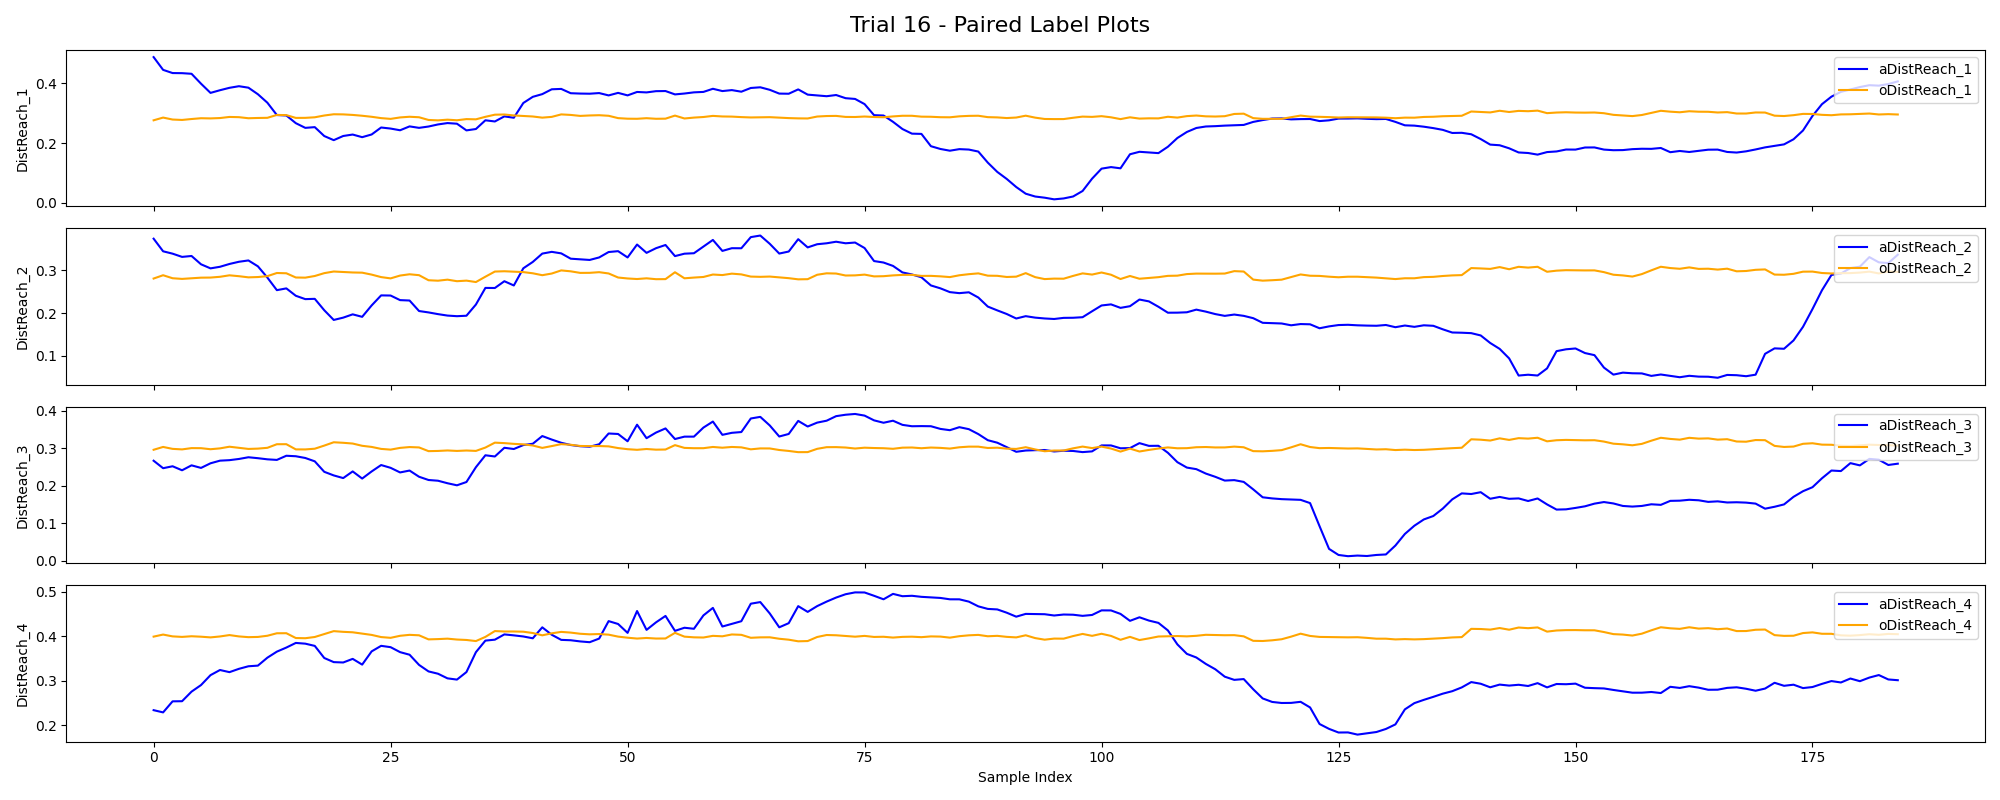 Trial 16 - Paired Label Plots
DistReach_1
0.4
0.2
0.0
aDistReach_1
oDistReach_1
DistReach_2
0.3
0.2
0.1
aDistReach_2
oDistReach_2
DistReach_3
0.4
0.3
0.2
0.1
0.0
aDistReach_3
oDistReach_3
DistReach_4
0.5
0.4
0.3
0.2
aDistReach_4
oDistReach_4
0 25 50 75 100 125 150 175
Sample Index